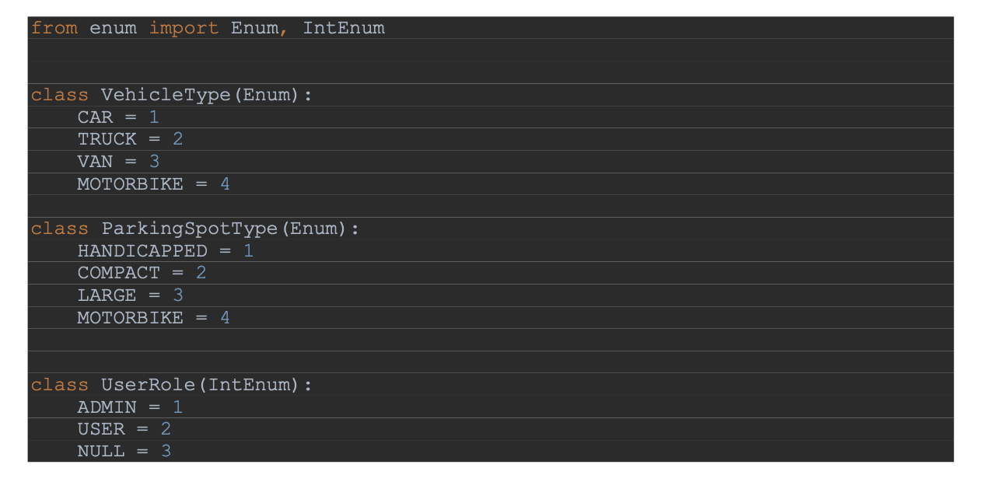 from enum import Enum, IntEnum
class VehicleType(Enum):
    CAR = 1
    TRUCK = 2
    VAN = 3
    MOTORBIKE = 4
class ParkingSpotType(Enum):
    HANDICAPPED = 1
    COMPACT = 2
    LARGE = 3
    MOTORBIKE = 4
class UserRole(IntEnum):
    ADMIN = 1
    USER = 2
    NULL = 3